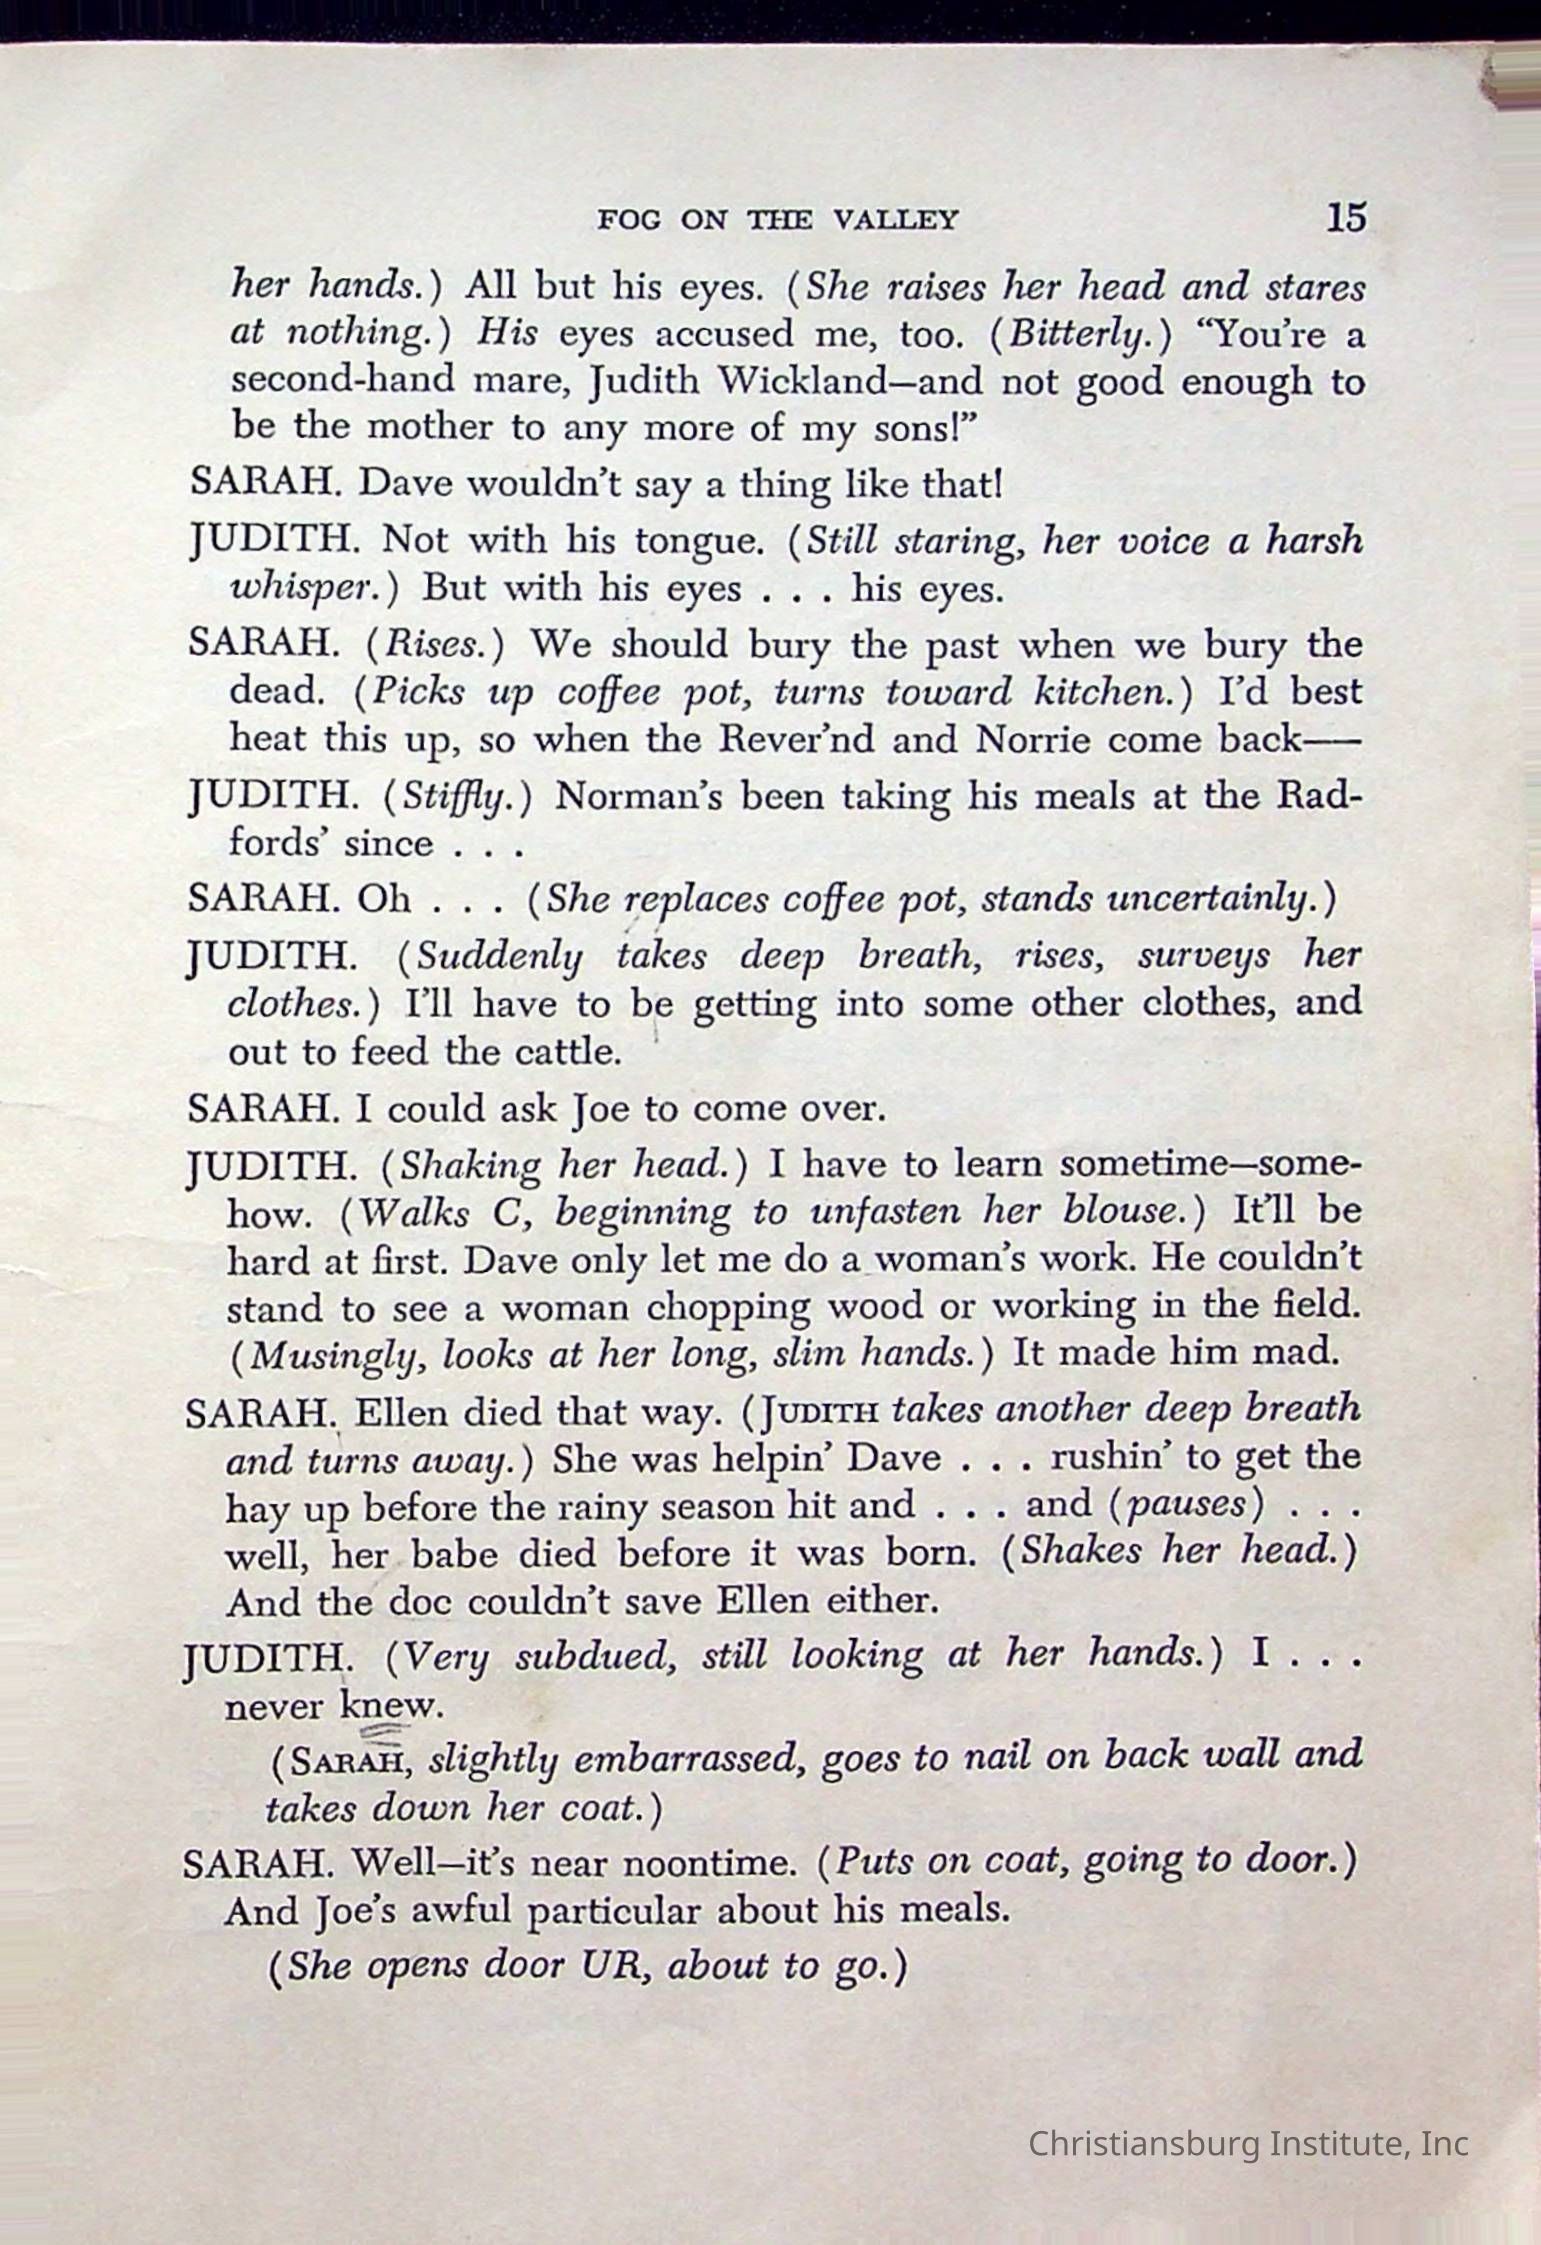 FOG ON THE VALLEY 15
her hands.) All but his eyes. (She raises her head and stares
at nothing.) His eyes accused me, too. (Bitterly.) “You’re a
second-hand mare, Judith Wickland—and not good enough to
be the mother to any more of my sons!”
SARAH. Dave wouldn’t say a thing like that!
JUDITH. Not with his tongue. (Still staring, her voice a harsh
whisper.) But with his eyes . . . his eyes.
SARAH. (Rises.) We should bury the past when we bury the
dead. (Picks up coffee pot, turns toward kitchen.) I’d best
heat this up, so when the Rever’nd and Norrie come back——
JUDITH. (Stiffly.) Norman’s been taking his meals at the Rad-
fords’ since . . .
SARAH. Oh . . . (She replaces coffee pot, stands uncertainly.)
JUDITH. (Suddenly takes deep breath, rises, surveys her
clothes.) I’ll have to be getting into some other clothes, and
out to feed the cattle.
SARAH. I could ask Joe to come over.
JUDITH. (Shaking her head.) I have to learn sometime—some-
how. (Walks C, beginning to unfasten her blouse.) It’ll be
hard at first. Dave only let me do a woman’s work. He couldn’t
stand to see a woman chopping wood or working in the field.
(Musingly, looks at her long, slim hands.) It made him mad.
SARAH. Ellen died that way. (JUDITH takes another deep breath
and turns away.) She was helpin’ Dave . . . rushin’ to get the
hay up before the rainy season hit and . . . and (pauses) . . .
well, her babe died before it was born. (Shakes her head.)
And the doc couldn’t save Ellen either.
JUDITH. (Very subdued, still looking at her hands.) I . . .
never knew.
(SARAH, slightly embarrassed, goes to nail on back wall and
takes down her coat.)
SARAH. Well—it’s near noontime. (Puts on coat, going to door.)
And Joe’s awful particular about his meals.
(She opens door UR, about to go.)
Christiansburg Institute, Inc